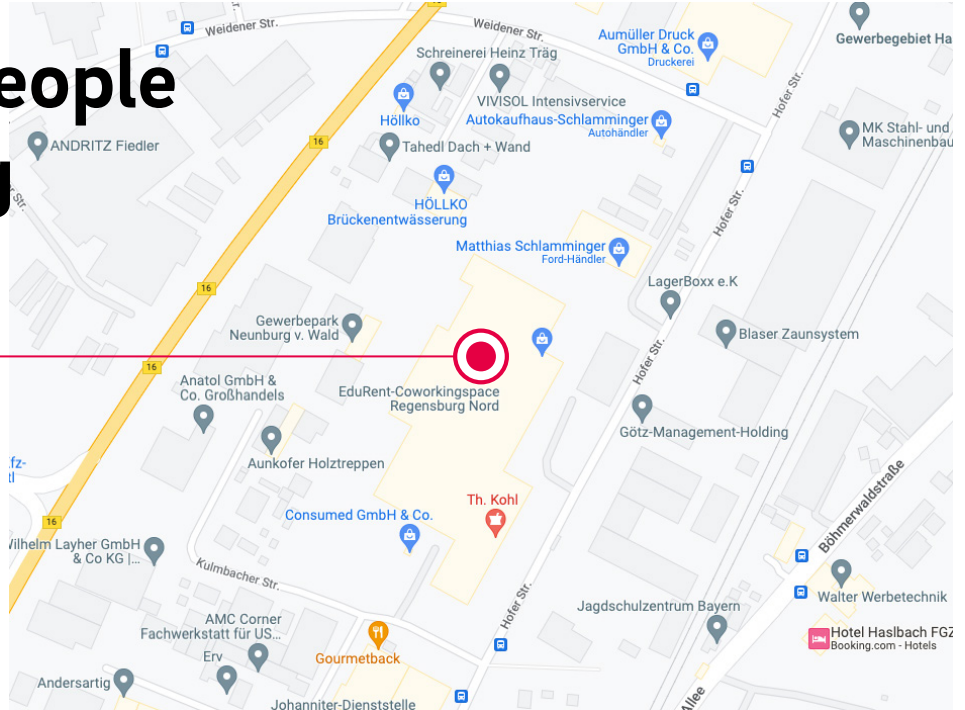 Weidener Str.
16
Weidener Str.
Aumüller Druck
GmbH & Co.
Druckerei
Gewerbegebiet Ha
eople
Schreinerei Heinz Träg
VIVISOL Intensivservice
Höllko
Autokaufhaus-Schlamminger
Autohändler
Hofer Str.
MK Stahl- und
Maschinenbau
ANDRITZ Fiedler
16
Tahedl Dach + Wand
g
HÖLLKO
Brückenentwässerung
Hofer Str.
Matthias Schlamminger
Ford-Händler
16
LagerBoxx e.K
Gewerbepark
Neunburg v. Wald
Blaser Zaunsystem
16
Hofer Str.
Anatol GmbH &
Co. Großhandels
EduRent-Coworkingspace
Regensburg Nord
Götz-Management-Holding
Aunkofer Holztreppen
fz-
Th. Kohl
Consumed GmbH & Co.
16
Böhmerwaldstraße
Wilhelm Layher GmbH
& Co KG |...
Kulmbacher Str.
Hofer Str.
Jagdschulzentrum Bayern
Walter Werbetechnik
AMC Corner
Fachwerkstatt für US...
Hotel Haslbach FGZ
Booking.com - Hotels
Erv
Gourmetback
Andersartig
Johanniter-Dienststelle
Allee